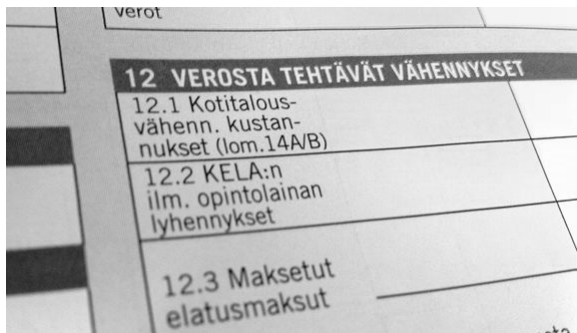 verot
12 VEROSTA TEHTÄVÄT VÄHENNYKSET
12.1 Kotitalous-
vähenn. kustan-
nukset (lom.14A/B)
12.2 KELA:n
ilm. opintolainan
lyhennykset
12.3 Maksetut
elatusmaksut